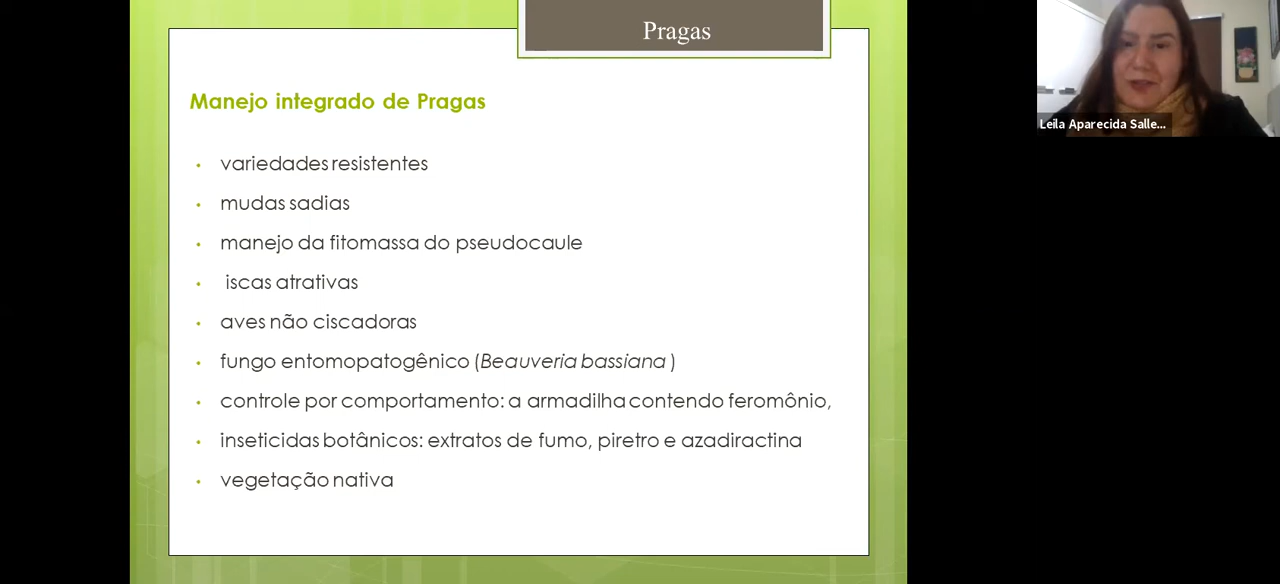 Pragas
Leila Aparecida Salle...
Manejo integrado de Pragas
• variedades resistentes
• mudas sadias
• manejo da fitomassa do pseudocaule
• iscas atrativas
• aves não ciscadoras
• fungo entomopatogênico (Beauveria bassiana )
• controle por comportamento: a armadilha contendo feromônio,
• inseticidas botânicos: extratos de fumo, piretro e azadiractina
• vegetação nativa